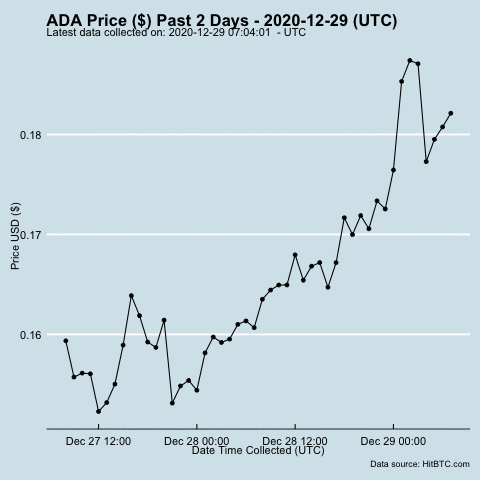 ADA Price ($) Past 2 Days - 2020-12-29 (UTC)
Latest data collected on: 2020-12-29 07:04:01 - UTC
0.18
0.17
0.16
Price USD ($)
Dec 27 12:00 Dec 28 00:00 Dec 28 12:00 Dec 29 00:00
Date Time Collected (UTC)
Data source: HitBTC.com